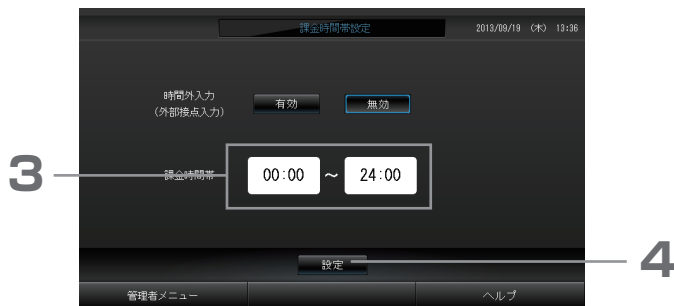 課金時間帯設定
2013/09/19 (木) 13:36
時間外入力
(外部接点入力)
有効
無効
3
課金時間帯
00:00 ~ 24:00
設定
4
管理者メニュー
ヘルプ